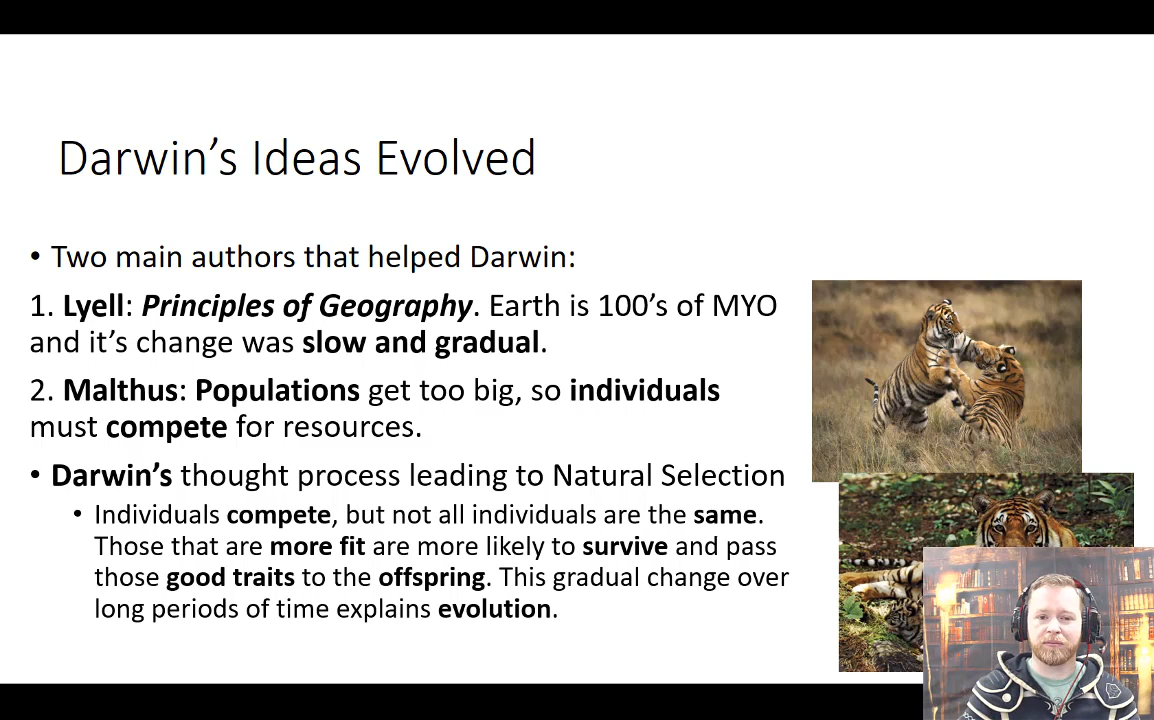 Darwin's Ideas Evolved
• Two main authors that helped Darwin:
1. Lyell: Principles of Geography. Earth is 100's of MYO
and it's change was slow and gradual.
2. Malthus: Populations get too big, so individuals
must compete for resources.
• Darwin's thought process leading to Natural Selection
• Individuals compete, but not all individuals are the same.
Those that are more fit are more likely to survive and pass
those good traits to the offspring. This gradual change over
long periods of time explains evolution.